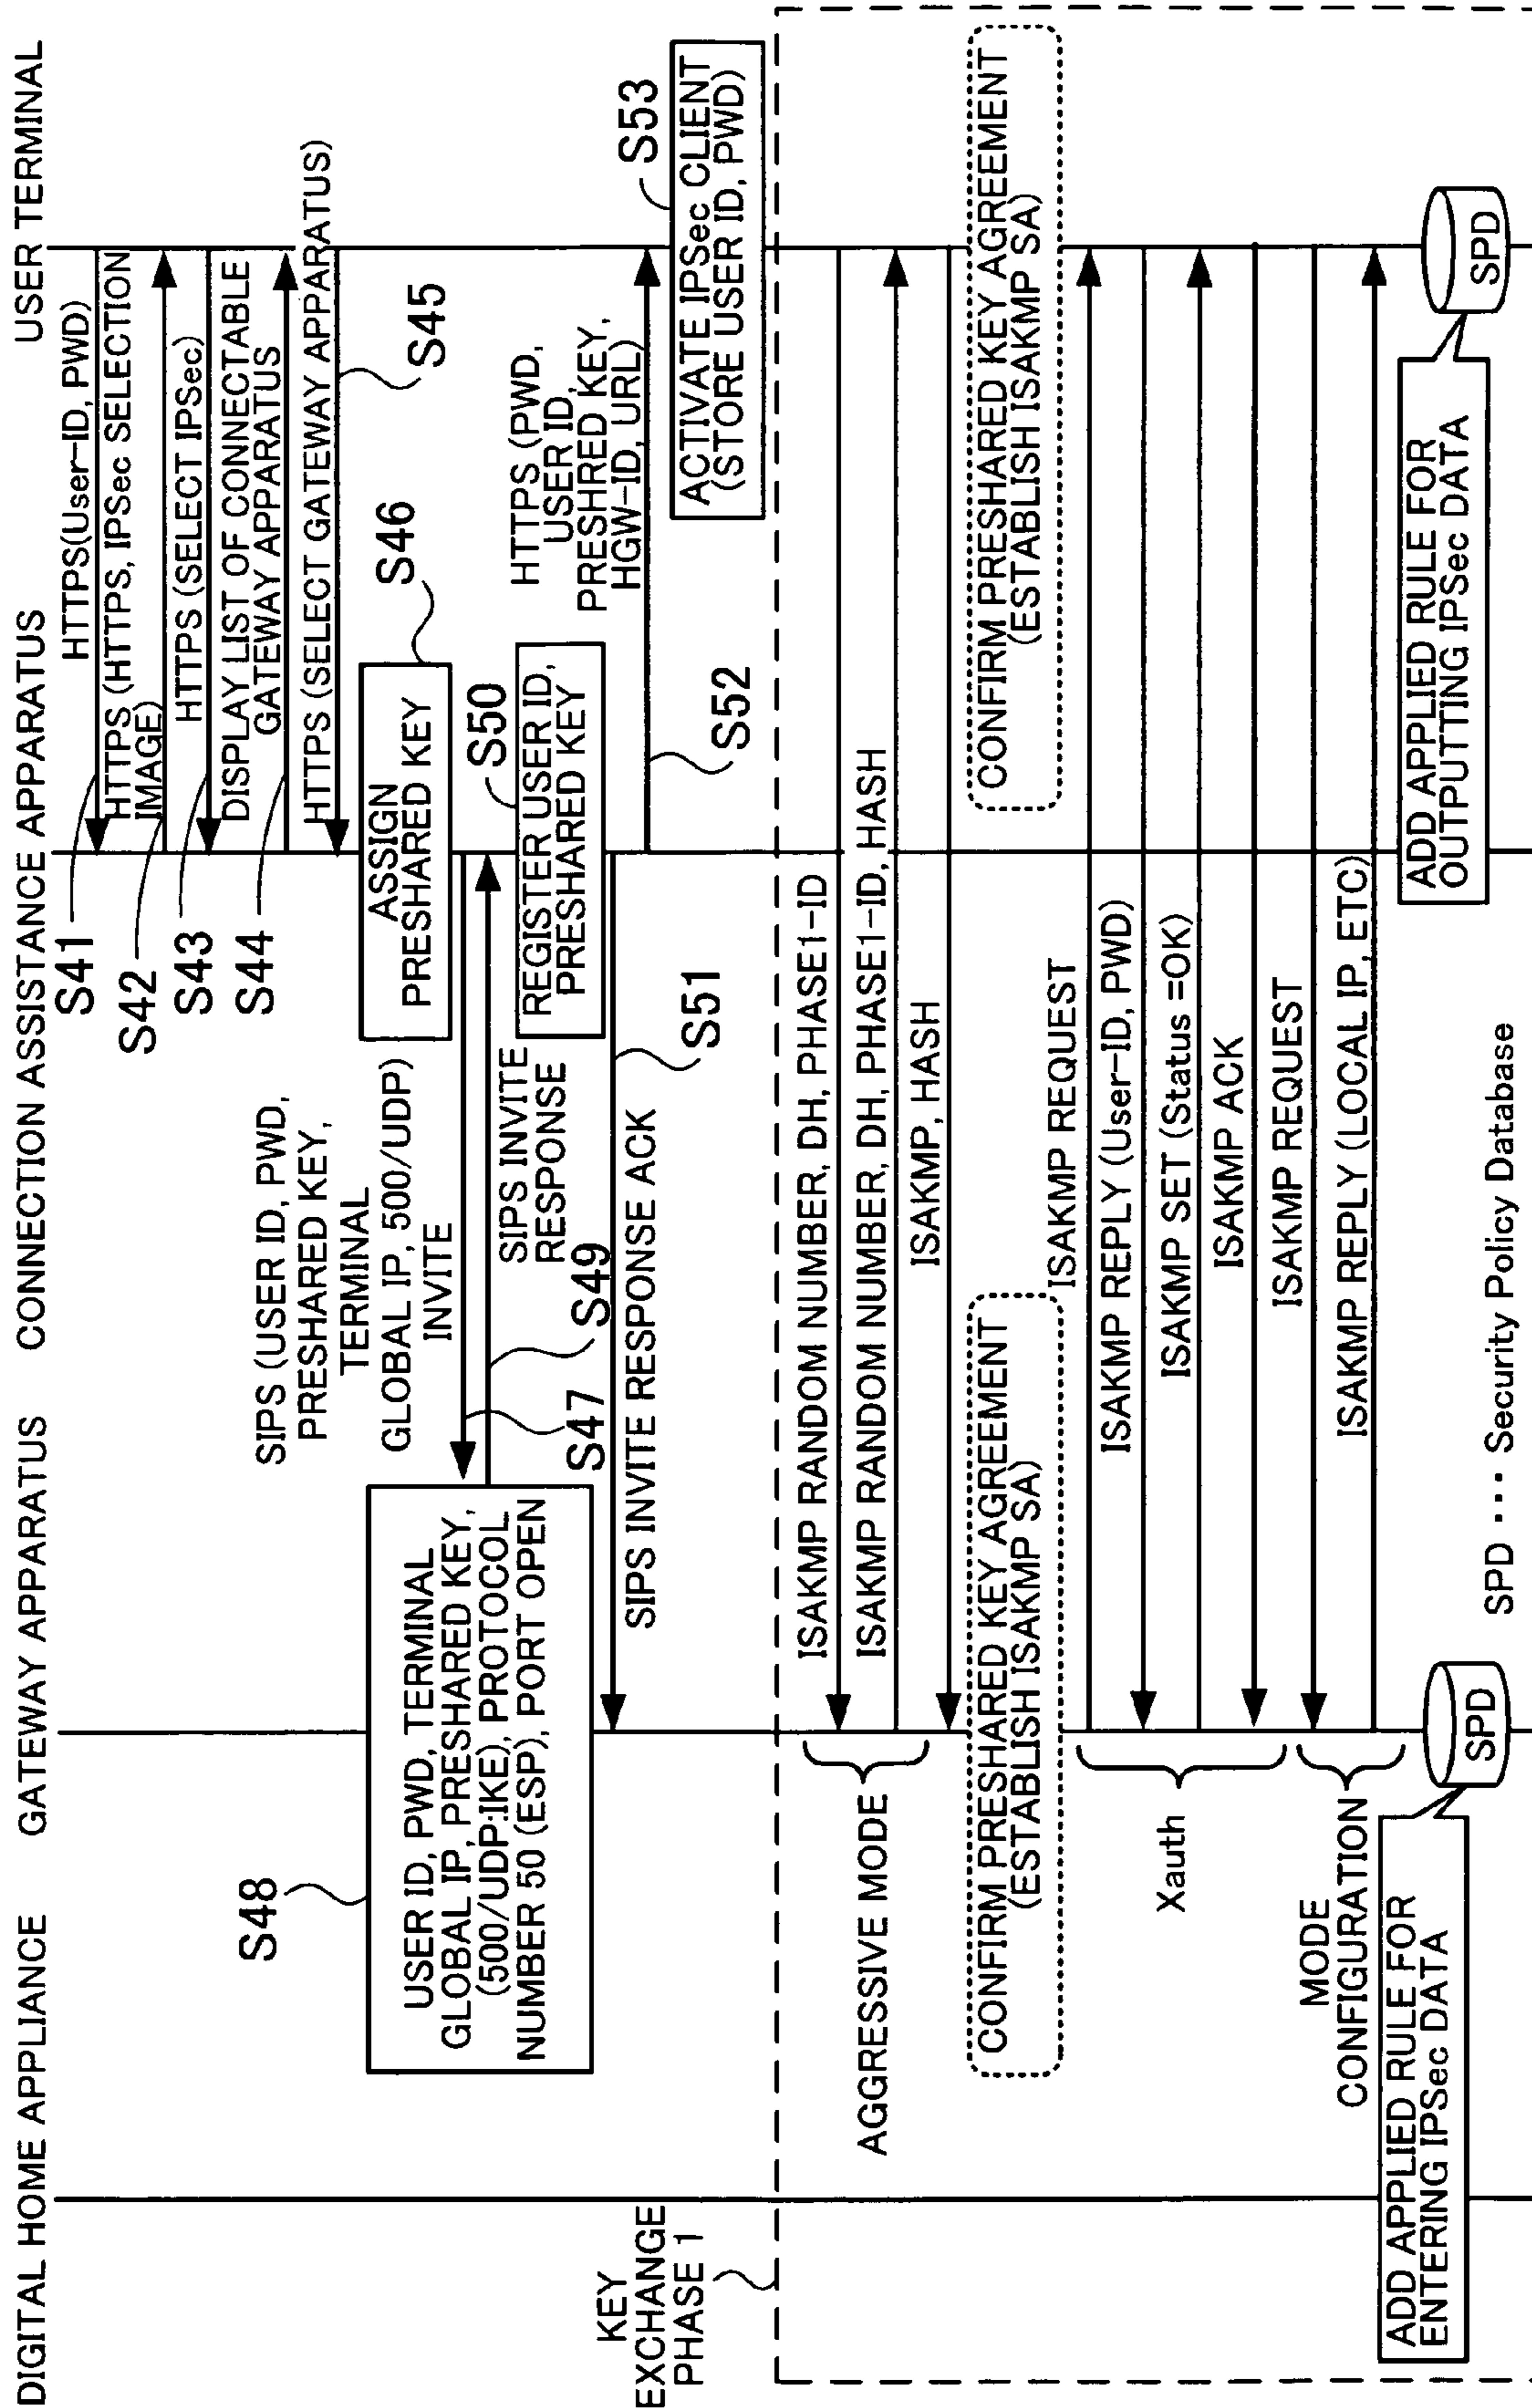 DIGITAL HOME APPLIANCE
GATEWAY APPARATUS
CONNECTION ASSISTANCE APPARATUS
USER TERMINAL
S41
HTTPS(User-ID, PWD)
S42
HTTPS (HTTPS, IPSec SELECTION
IMAGE)
S43
HTTPS (SELECT IPSec)
S44
DISPLAY LIST OF CONNECTABLE
GATEWAY APPARATUS
HTTPS (SELECT GATEWAY APPARATUS)
S45
ASSIGN
PRESHARED KEY
S46
SIPS (USER ID, PWD,
PRESHARED KEY,
TERMINAL
GLOBAL IP, 500/UDP)
INVITE
S47
S48
USER ID, PWD, TERMINAL
GLOBAL IP, PRESHARED KEY,
(500/UDP:IKE), PROTOCOL
NUMBER 50 (ESP), PORT OPEN
SIPS INVITE
RESPONSE
S49
S50
REGISTER USER ID,
PRESHARED KEY
SIPS INVITE RESPONSE ACK
S51
HTTPS (PWD,
USER ID,
PRESHRED KEY,
HGW-ID, URL)
S52
S53
ACTIVATE IPSec CLIENT
(STORE USER ID, PWD)
KEY
EXCHANGE
PHASE 1
AGGRESSIVE MODE
ISAKMP RANDOM NUMBER, DH, PHASE1-ID
ISAKMP RANDOM NUMBER, DH, PHASE1-ID, HASH
ISAKMP, HASH
CONFIRM PRESHARED KEY AGREEMENT
(ESTABLISH ISAKMP SA)
CONFIRM PRESHARED KEY AGREEMENT
(ESTABLISH ISAKMP SA)
Xauth
ISAKMP REQUEST
ISAKMP REPLY (User-ID, PWD)
ISAKMP SET (Status =OK)
ISAKMP ACK
MODE
CONFIGURATION
ISAKMP REQUEST
ISAKMP REPLY (LOCAL IP, ETC)
ADD APPLIED RULE FOR
ENTERING IPSec DATA
SPD
ADD APPLIED RULE FOR
OUTPUTTING IPSec DATA
SPD
SPD ••• Security Policy Database